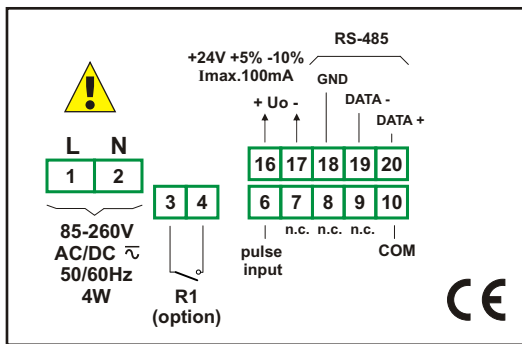 RS-485
+24V +5% -10%
Imax.100mA
GND
+ Uo -
DATA -
DATA +
L N
16 17 18 19 20
1 2
3 4
6 7 8 9 10
n.c. n.c. n.c.
85-260V
AC/DC
50/60Hz
4W
pulse
input
COM
R1
(option)
CE